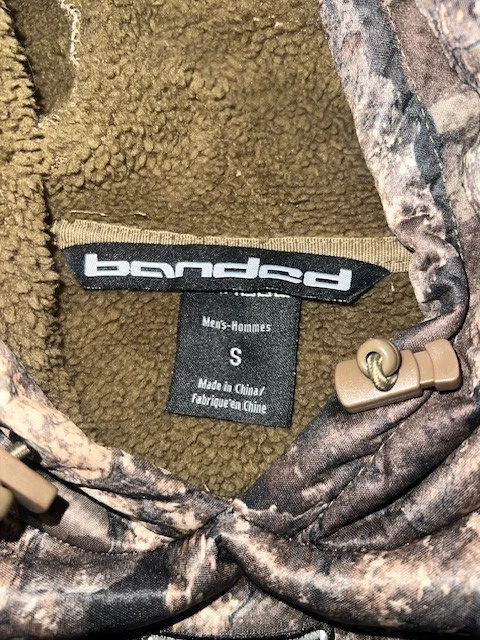 banded
Men's-Hommes
S
Made in China/
Fabriqué en Chine